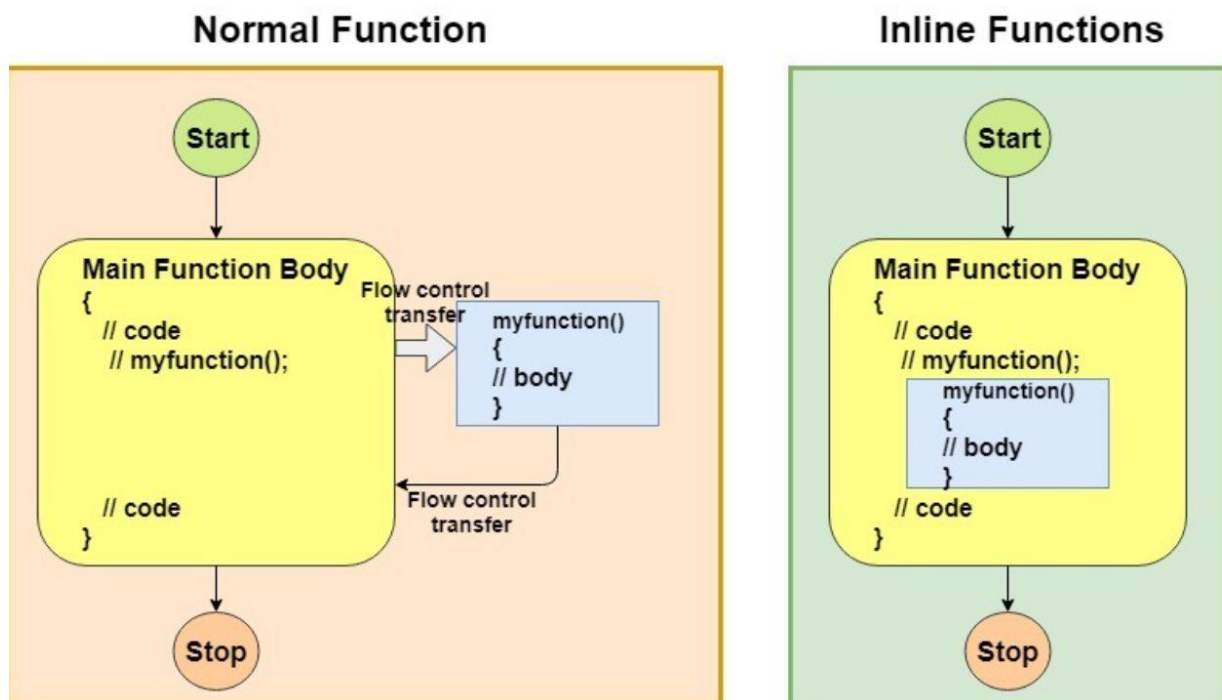 Normal Function
Start
Main Function Body
{
// code
// myfunction();
// code
}
Flow control
transfer
myfunction()
{
// body
}
Flow control
transfer
Stop
Inline Functions
Start
Main Function Body
{
// code
// myfunction();
myfunction()
{
// body
}
// code
}
Stop